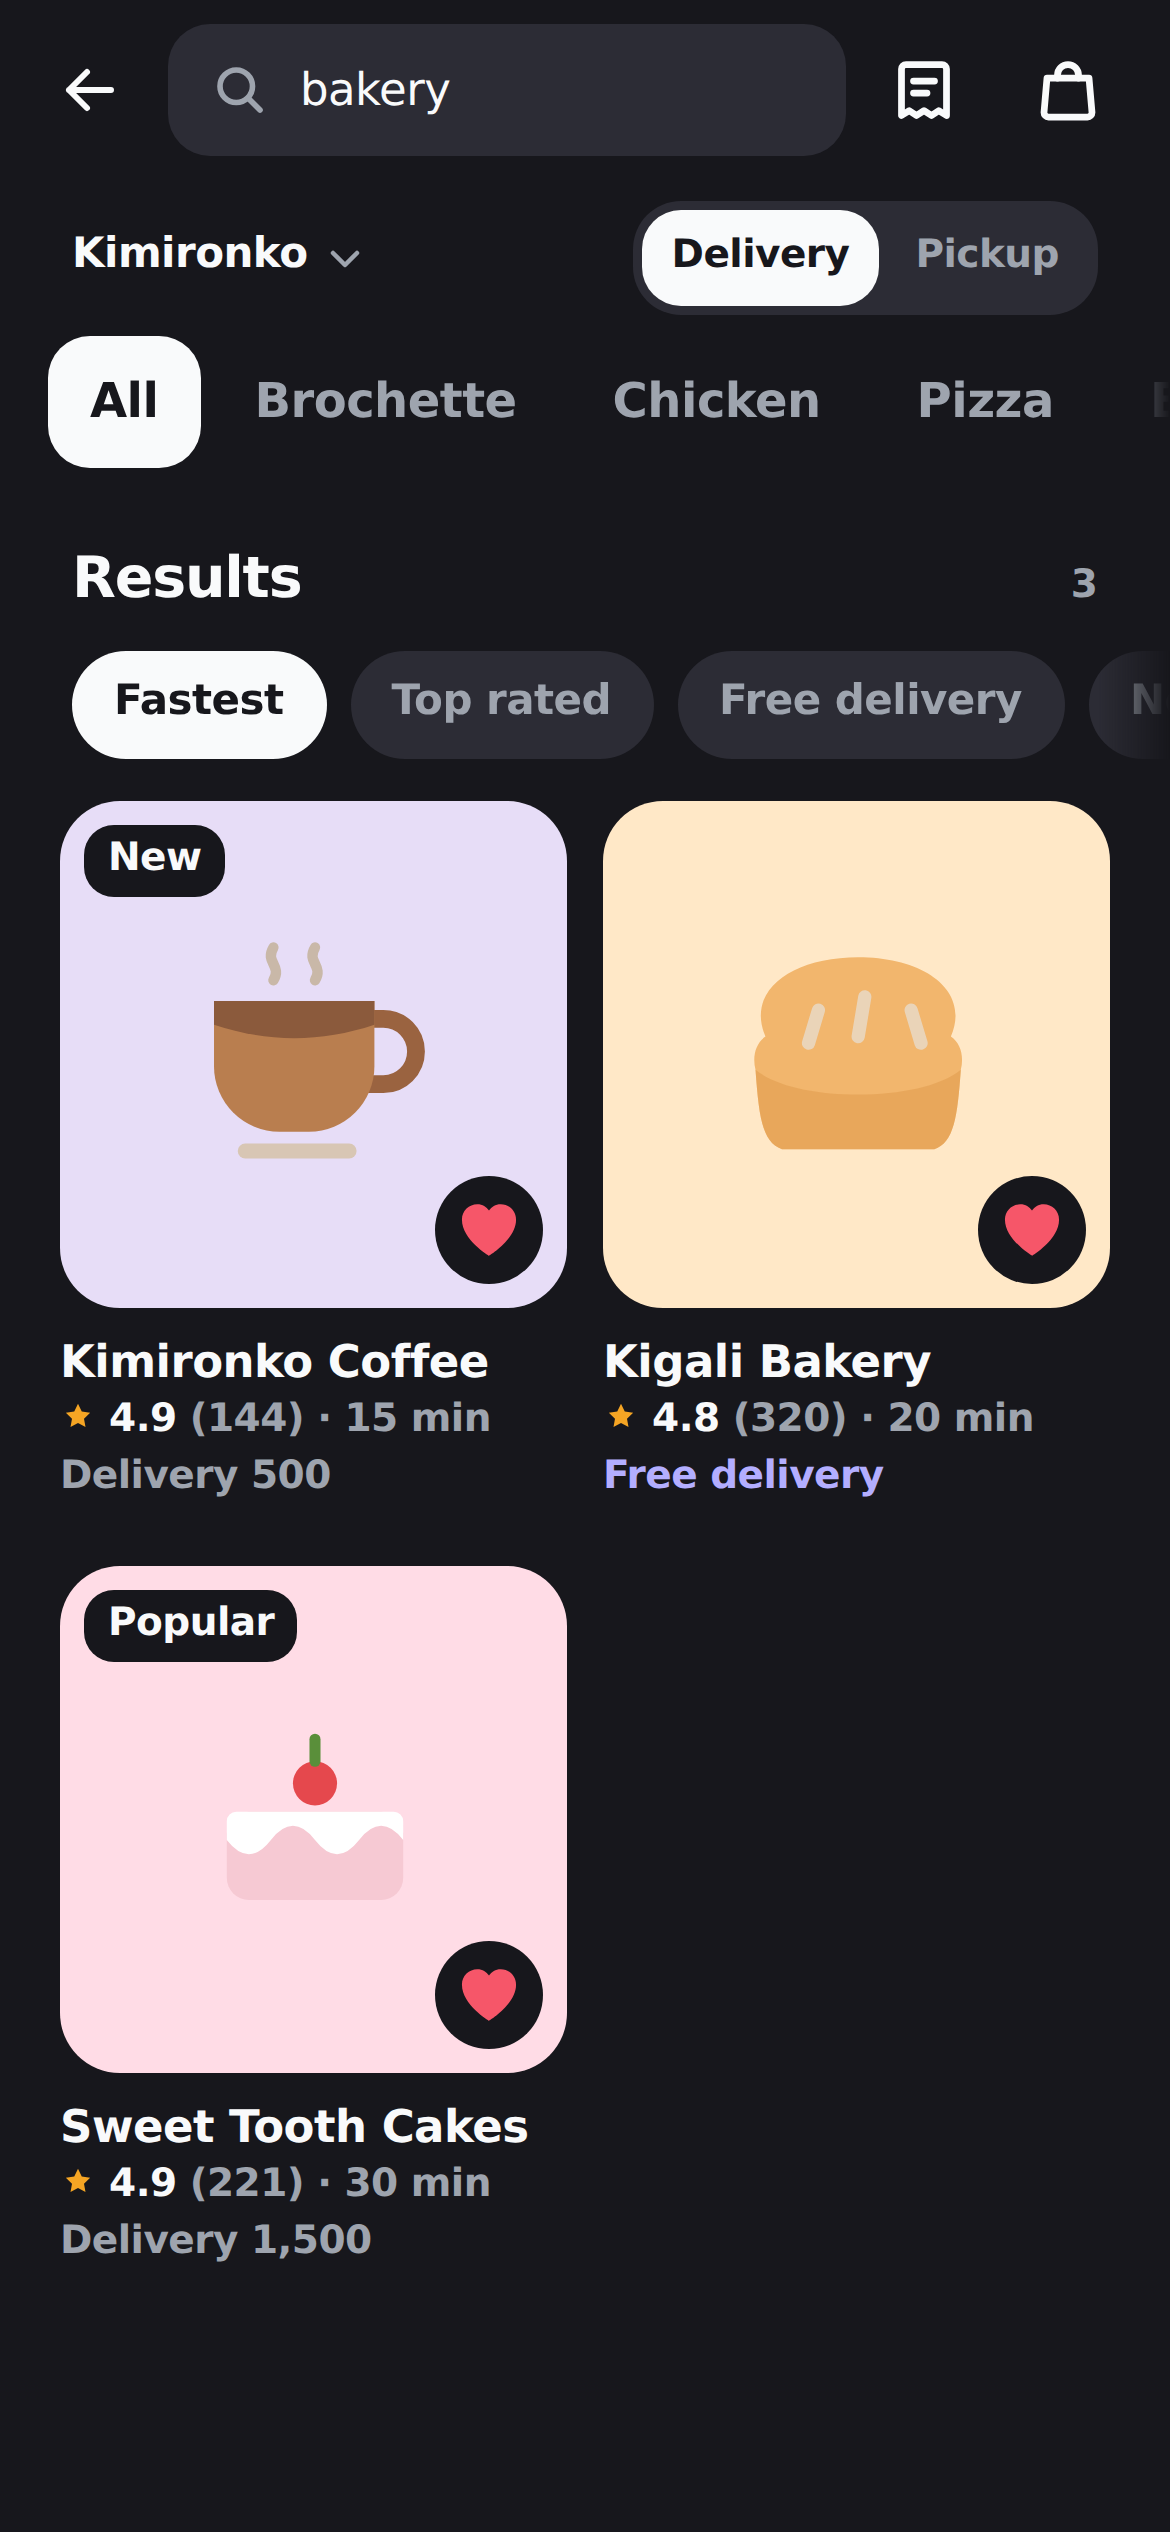 bakery
Kimironko
Delivery Pickup
All Brochette Chicken Pizza
Results
3
Fastest Top rated Free delivery
New
Kimironko Coffee
4.9 (144) · 15 min
Delivery 500
Kigali Bakery
4.8 (320) · 20 min
Free delivery
Popular
Sweet Tooth Cakes
4.9 (221) · 30 min
Delivery 1,500